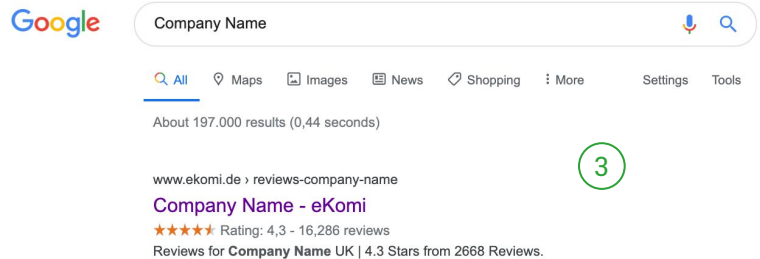 Google Company Name
All Maps Images News Shopping More Settings Tools
About 197.000 results (0,44 seconds)
3
www.ekomi.de › reviews-company-name
Company Name - eKomi
Rating: 4,3 - 16,286 reviews
Reviews for Company Name UK | 4.3 Stars from 2668 Reviews.